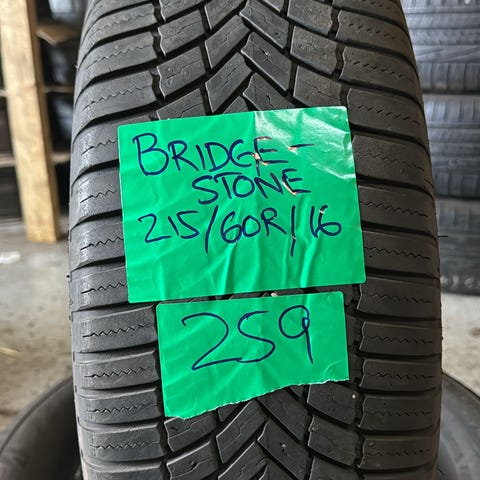 BRIDGE-
STONE
215/60R/16
259